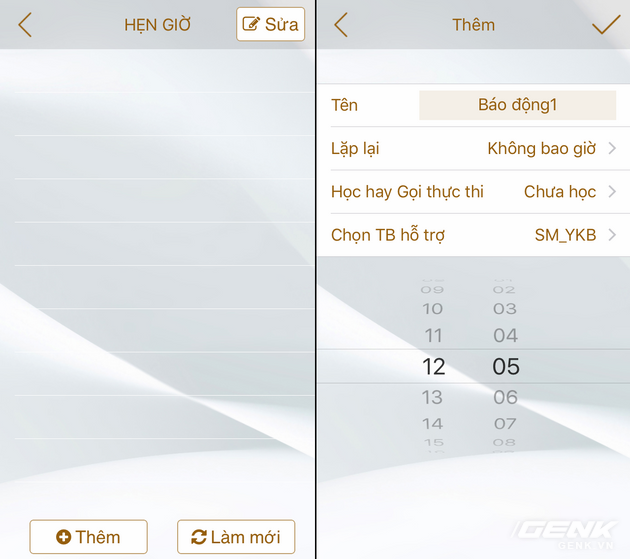 HẸN GIỜ
Sửa
Thêm
Làm mới
Thêm
Tên Báo động1
Lặp lại Không bao giờ
Học hay Gọi thực thi Chưa học
Chọn TB hỗ trợ SM_YKB
09 02
10 03
11 04
12 05
13 06
14 07
15 08
GENK
GENK.VN